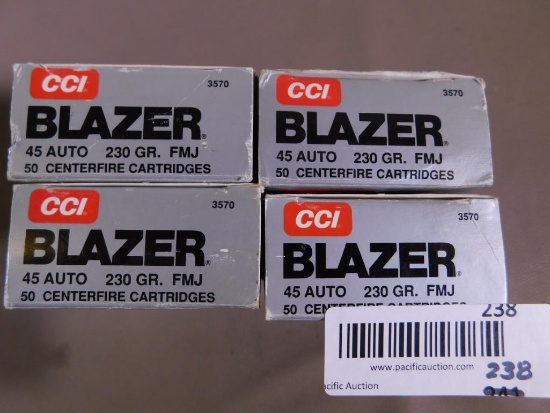 CCI
3570
BLAZER®
45 AUTO 230 GR. FMJ
50 CENTERFIRE CARTRIDGES
CCI
3570
BLAZER®
45 AUTO 230 GR. FMJ
50 CENTERFIRE CARTRIDGES
CCI
3570
BLAZER®
45 AUTO 230 GR. FMJ
50 CENTERFIRE CARTRIDGES
CCI
3570
BLAZER®
45 AUTO 230 GR. FMJ
50 CENTERFIRE CARTRIDGES
238
www.pacificauction.com
238
Pacific Auction